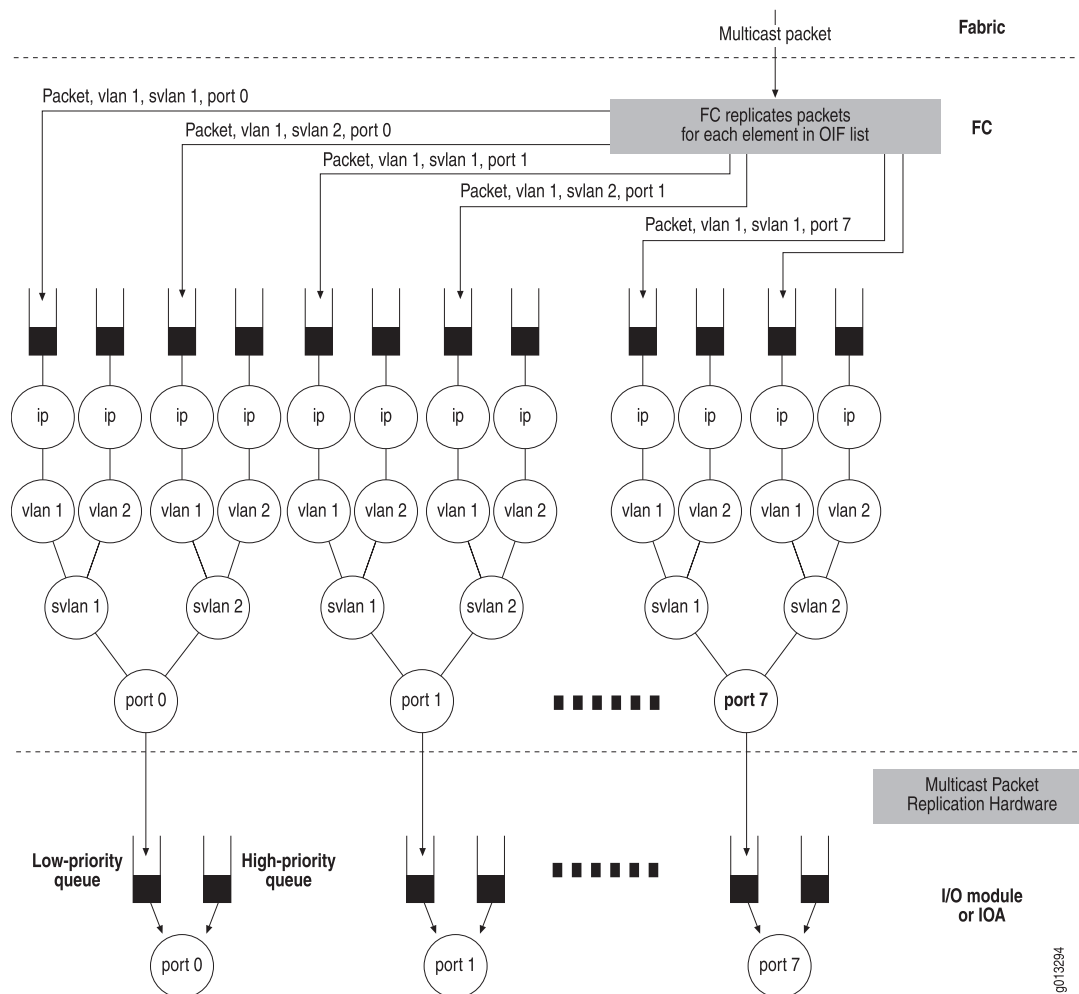 Multicast packet
Fabric
Packet, vlan 1, svlan 1, port 0
FC replicates packets
for each element in OIF list
FC
Packet, vlan 1, svlan 2, port 0
Packet, vlan 1, svlan 1, port 1
Packet, vlan 1, svlan 2, port 1
Packet, vlan 1, svlan 1, port 7
ip ip ip ip ip ip ip ip ip ip ip ip
vlan 1 vlan 2 vlan 1 vlan 2 vlan 1 vlan 2 vlan 1 vlan 2 vlan 1 vlan 2 vlan 1 vlan 2
svlan 1 svlan 2 svlan 1 svlan 2 svlan 1 svlan 2
port 0 port 1 port 7
Multicast Packet
Replication Hardware
Low-priority
queue
High-priority
queue
I/O module
or IOA
port 0 port 1 port 7
g013294